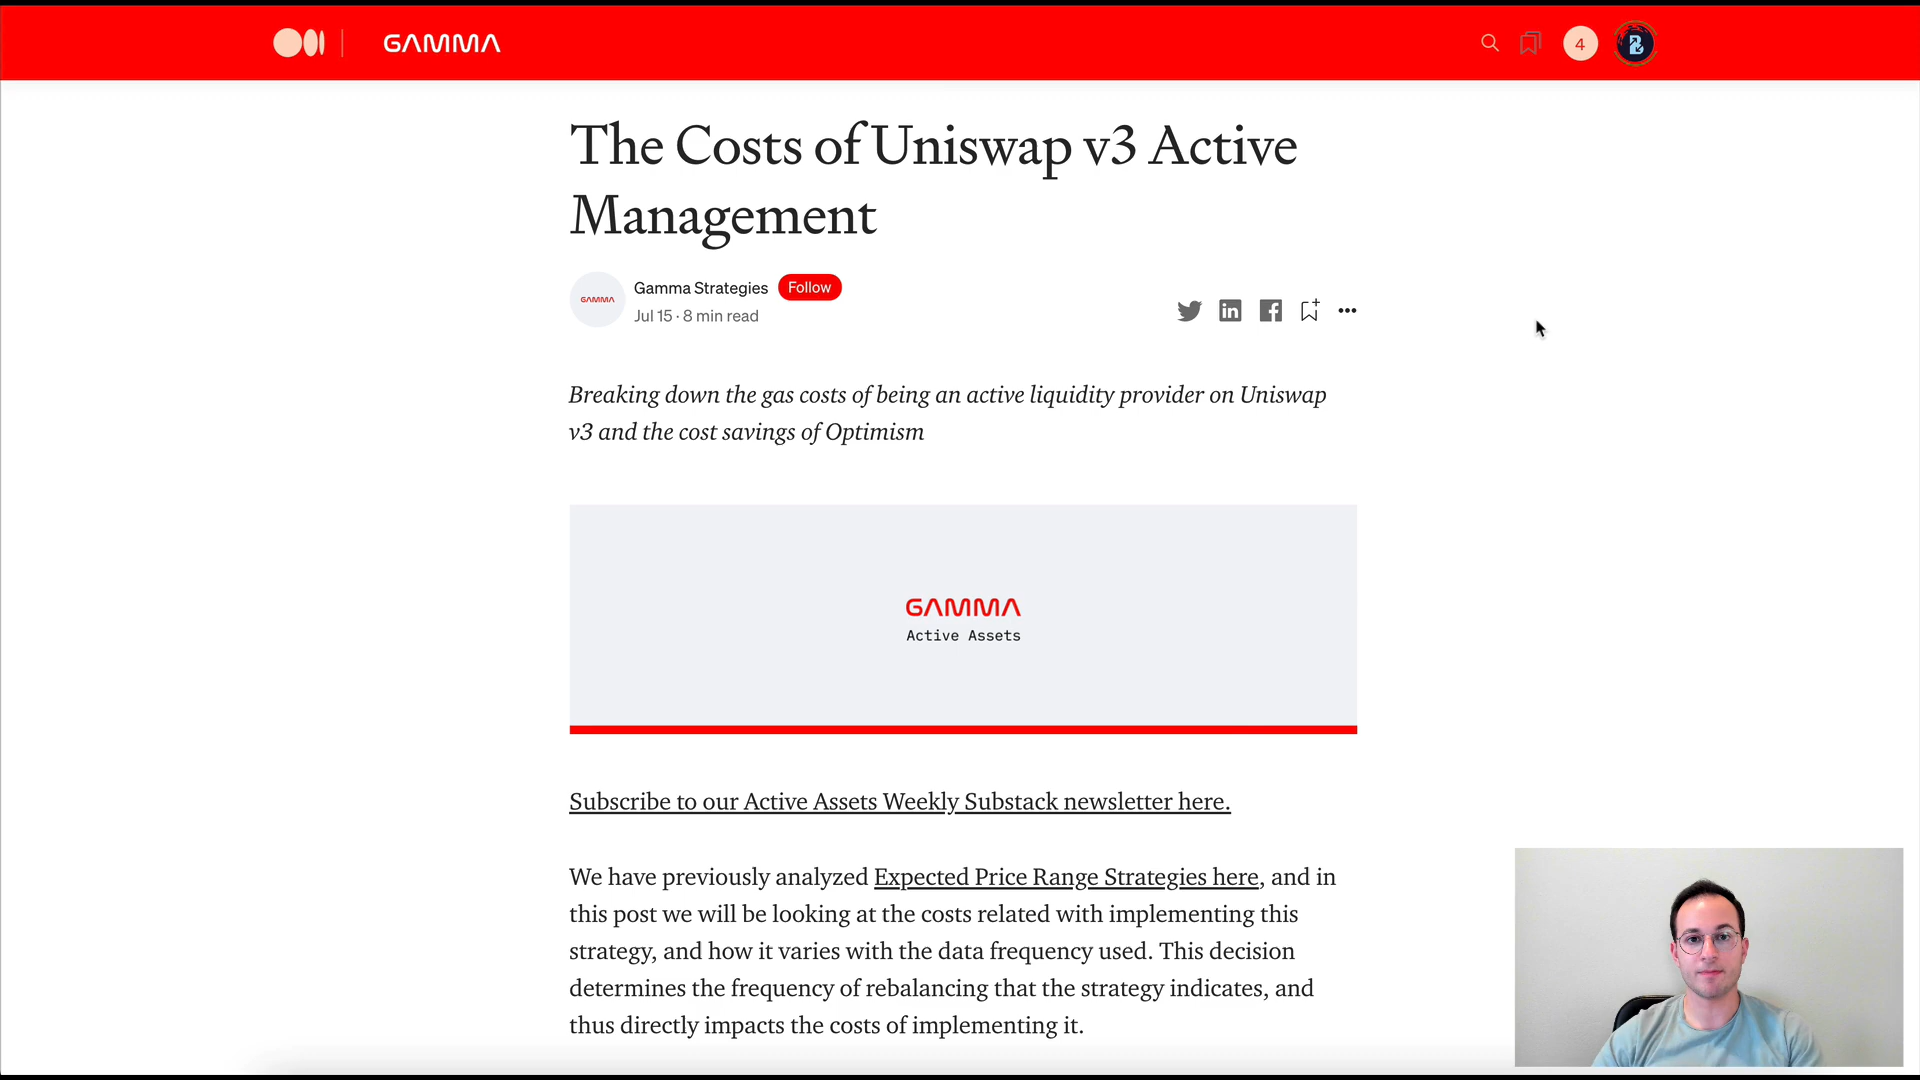 GAMMA
4
The Costs of Uniswap v3 Active
Management
GAMMA
Gamma Strategies Follow
Jul 15 · 8 min read
Breaking down the gas costs of being an active liquidity provider on Uniswap
v3 and the cost savings of Optimism
GAMMA
Active Assets
Subscribe to our Active Assets Weekly Substack newsletter here.
We have previously analyzed Expected Price Range Strategies here, and in
this post we will be looking at the costs related with implementing this
strategy, and how it varies with the data frequency used. This decision
determines the frequency of rebalancing that the strategy indicates, and
thus directly impacts the costs of implementing it.